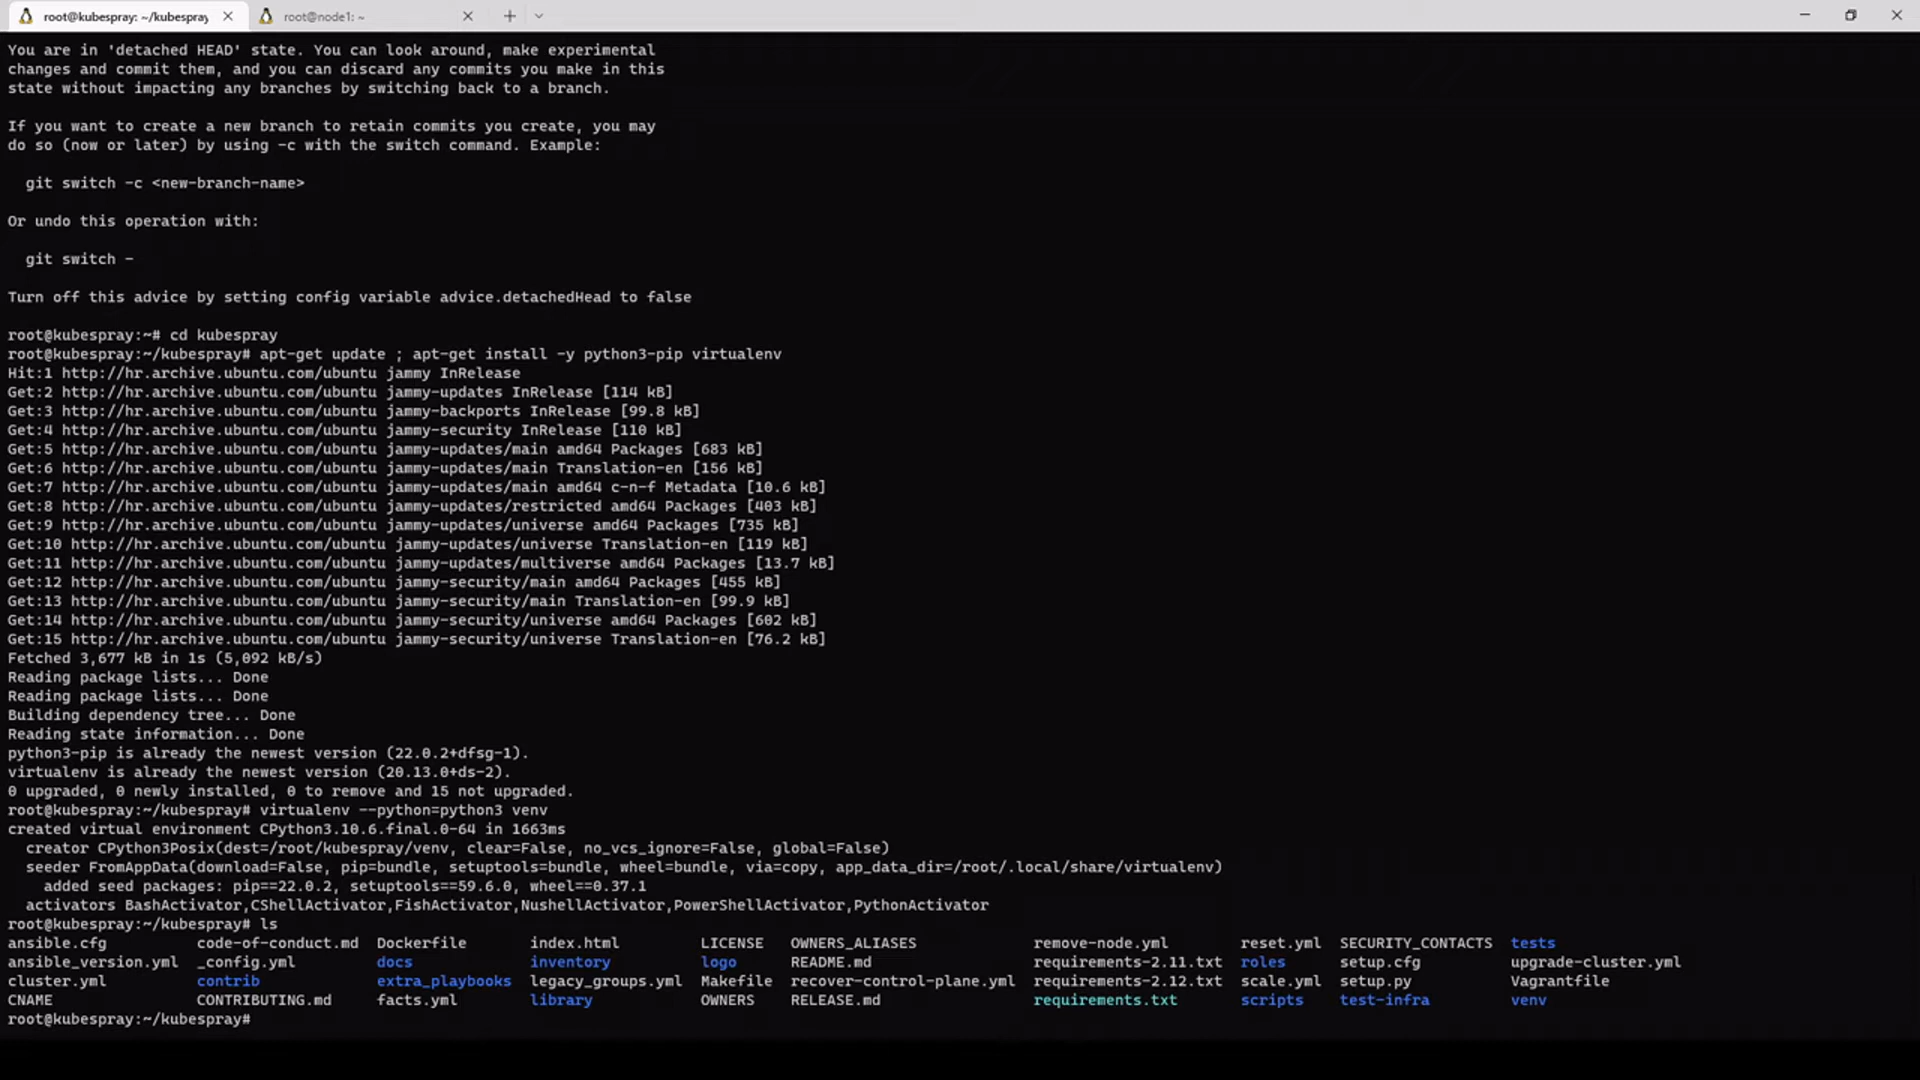 root@kubespray: ~/kubespray
root@node1: ~
You are in 'detached HEAD' state. You can look around, make experimental
changes and commit them, and you can discard any commits you make in this
state without impacting any branches by switching back to a branch.
If you want to create a new branch to retain commits you create, you may
do so (now or later) by using -c with the switch command. Example:
git switch -c <new-branch-name>
Or undo this operation with:
git switch -
Turn off this advice by setting config variable advice.detachedHead to false
root@kubespray:~# cd kubespray
root@kubespray:~/kubespray# apt-get update ; apt-get install -y python3-pip virtualenv
Hit:1 http://hr.archive.ubuntu.com/ubuntu jammy InRelease
Get:2 http://hr.archive.ubuntu.com/ubuntu jammy-updates InRelease [114 kB]
Get:3 http://hr.archive.ubuntu.com/ubuntu jammy-backports InRelease [99.8 kB]
Get:4 http://hr.archive.ubuntu.com/ubuntu jammy-security InRelease [110 kB]
Get:5 http://hr.archive.ubuntu.com/ubuntu jammy-updates/main amd64 Packages [683 kB]
Get:6 http://hr.archive.ubuntu.com/ubuntu jammy-updates/main Translation-en [156 kB]
Get:7 http://hr.archive.ubuntu.com/ubuntu jammy-updates/main amd64 c-n-f Metadata [10.6 kB]
Get:8 http://hr.archive.ubuntu.com/ubuntu jammy-updates/restricted amd64 Packages [403 kB]
Get:9 http://hr.archive.ubuntu.com/ubuntu jammy-updates/universe amd64 Packages [735 kB]
Get:10 http://hr.archive.ubuntu.com/ubuntu jammy-updates/universe Translation-en [119 kB]
Get:11 http://hr.archive.ubuntu.com/ubuntu jammy-updates/multiverse amd64 Packages [13.7 kB]
Get:12 http://hr.archive.ubuntu.com/ubuntu jammy-security/main amd64 Packages [455 kB]
Get:13 http://hr.archive.ubuntu.com/ubuntu jammy-security/main Translation-en [99.9 kB]
Get:14 http://hr.archive.ubuntu.com/ubuntu jammy-security/universe amd64 Packages [602 kB]
Get:15 http://hr.archive.ubuntu.com/ubuntu jammy-security/universe Translation-en [76.2 kB]
Fetched 3,677 kB in 1s (5,092 kB/s)
Reading package lists... Done
Reading package lists... Done
Building dependency tree... Done
Reading state information... Done
python3-pip is already the newest version (22.0.2+dfsg-1).
virtualenv is already the newest version (20.13.0+ds-2).
0 upgraded, 0 newly installed, 0 to remove and 15 not upgraded.
root@kubespray:~/kubespray# virtualenv --python=python3 venv
created virtual environment CPython3.10.6.final.0-64 in 1663ms
creator CPython3Posix(dest=/root/kubespray/venv, clear=False, no_vcs_ignore=False, global=False)
seeder FromAppData(download=False, pip=bundle, setuptools=bundle, wheel=bundle, via=copy, app_data_dir=/root/.local/share/virtualenv)
added seed packages: pip==22.0.2, setuptools==59.6.0, wheel==0.37.1
activators BashActivator,CShellActivator,FishActivator,NushellActivator,PowerShellActivator,PythonActivator
root@kubespray:~/kubespray# ls
ansible.cfg code-of-conduct.md Dockerfile index.html LICENSE OWNERS_ALIASES remove-node.yml reset.yml SECURITY_CONTACTS tests
ansible_version.yml _config.yml docs inventory logo README.md requirements-2.11.txt roles setup.cfg upgrade-cluster.yml
cluster.yml contrib extra_playbooks legacy_groups.yml Makefile recover-control-plane.yml requirements-2.12.txt scale.yml setup.py Vagrantfile
CNAME CONTRIBUTING.md facts.yml library OWNERS RELEASE.md requirements.txt scripts test-infra venv
root@kubespray:~/kubespray#